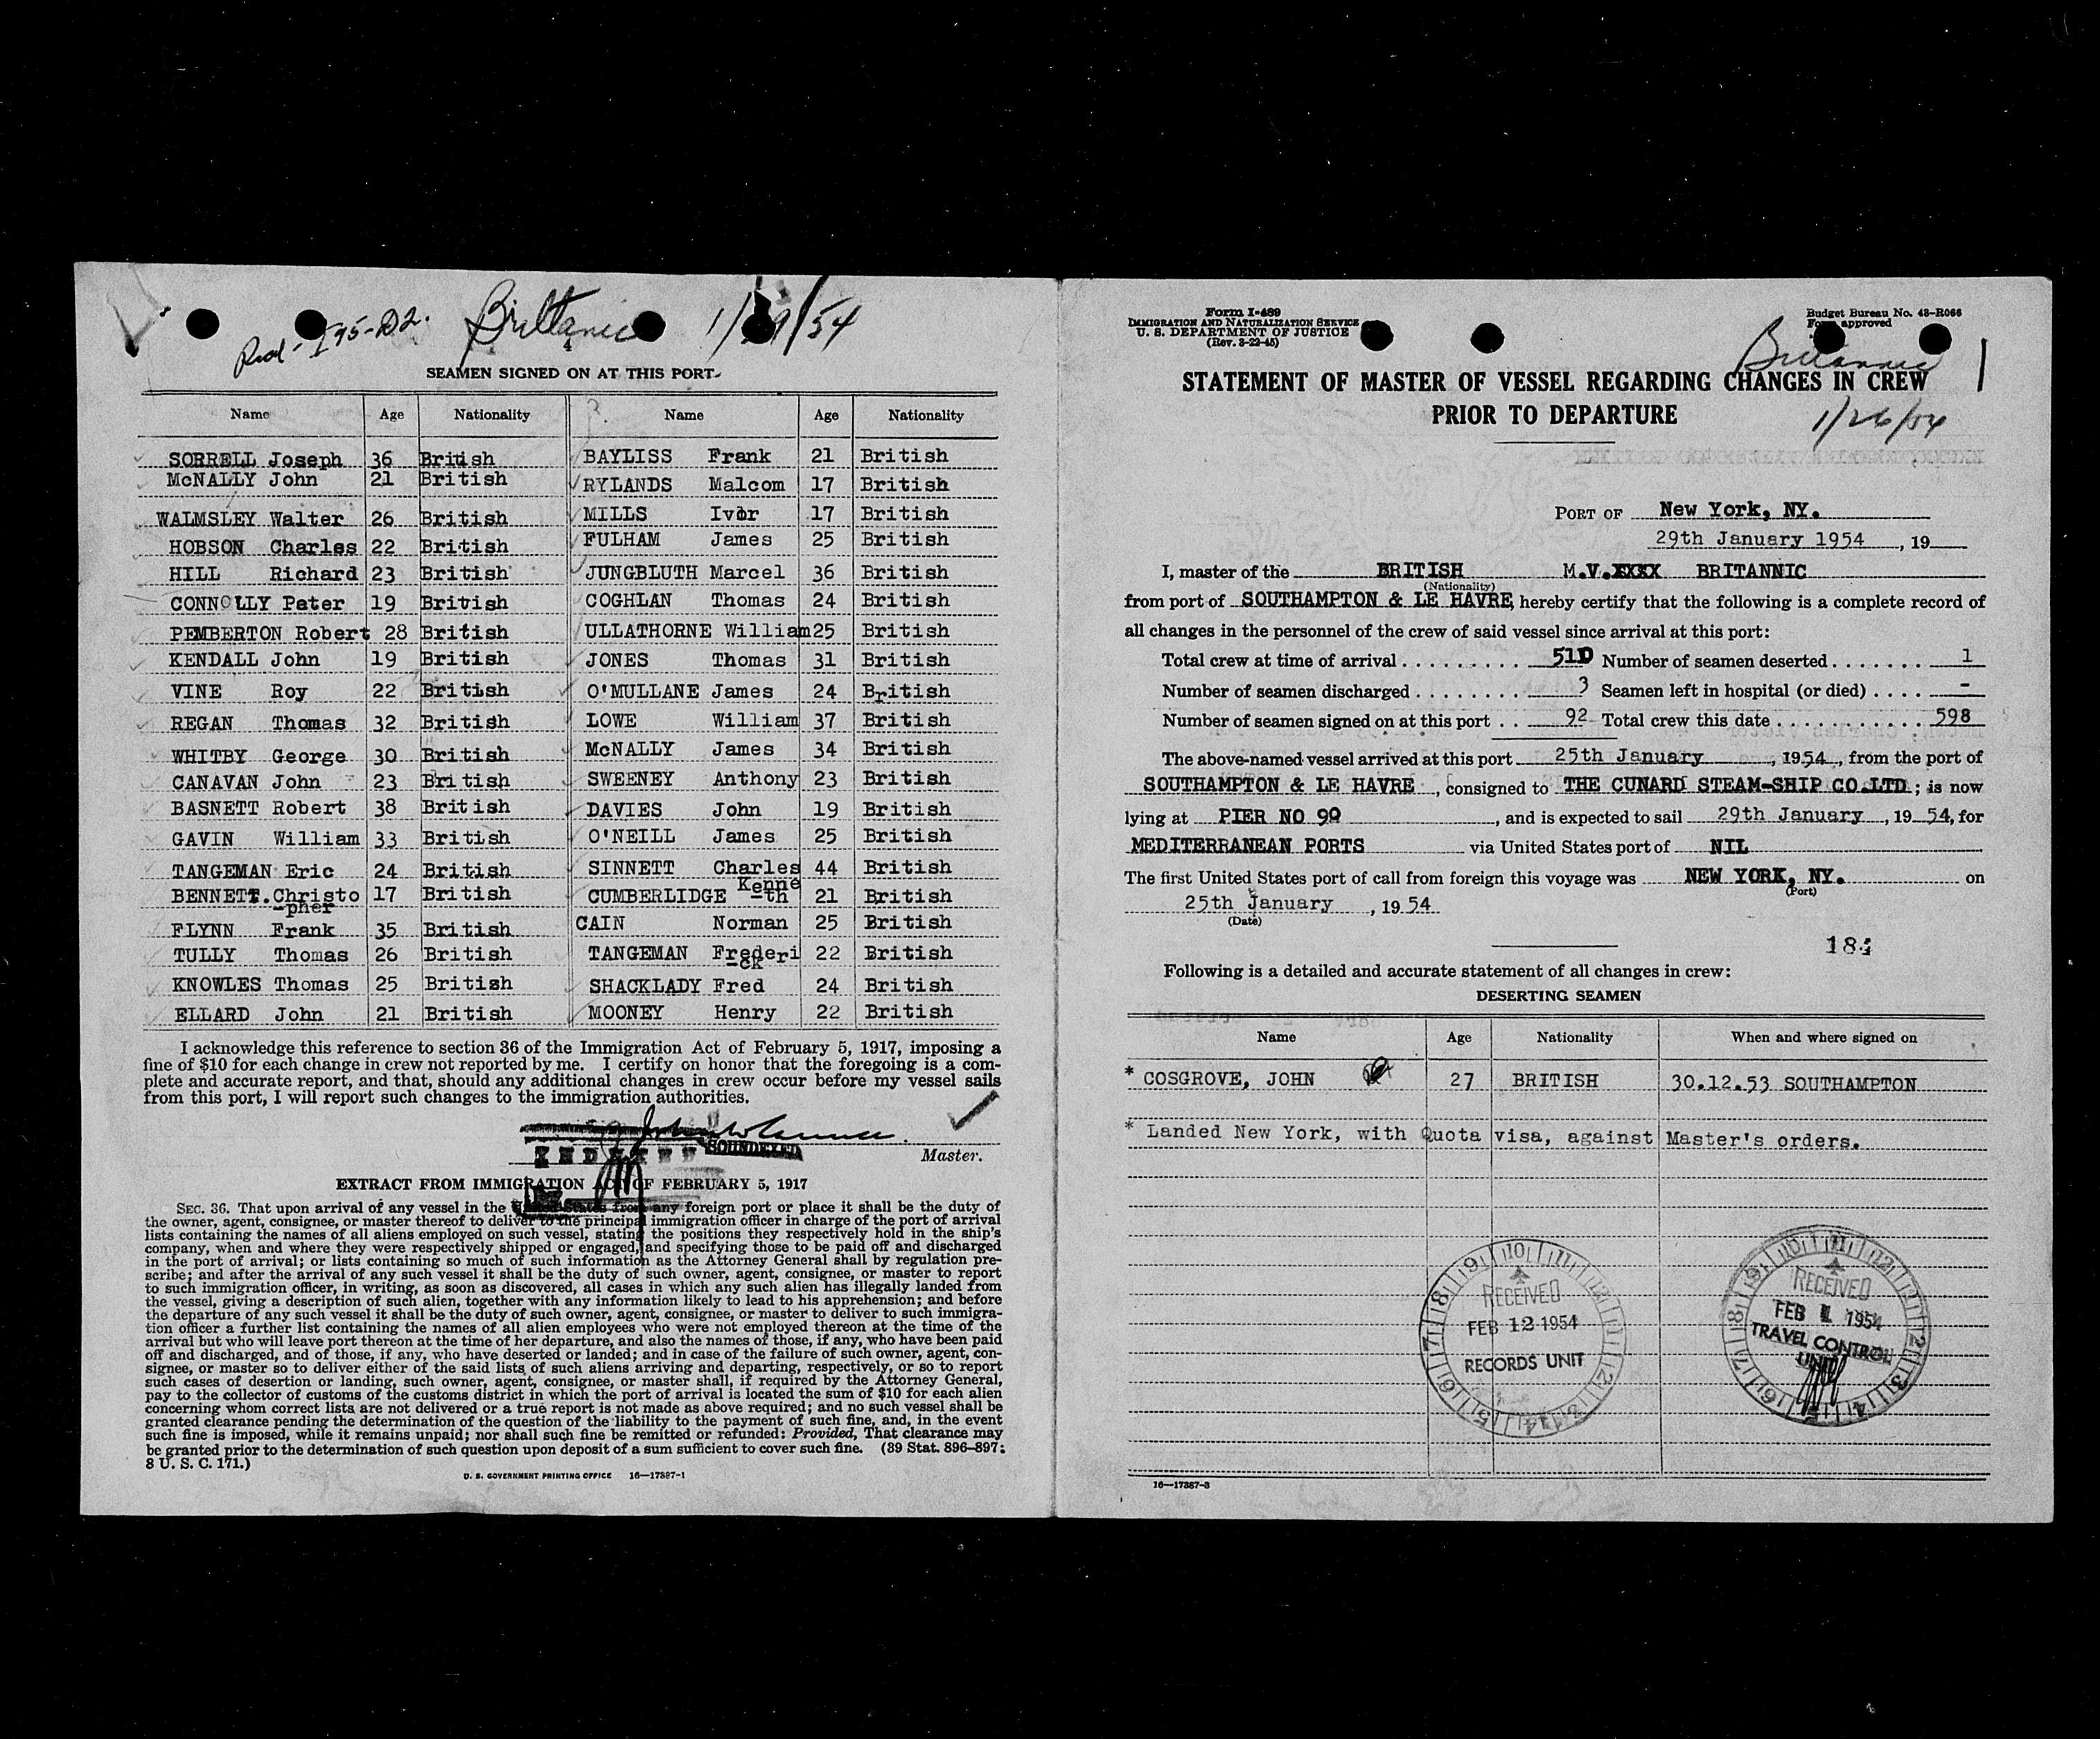 Brittanic 1/29/54
4
SEAMEN SIGNED ON AT THIS PORT
Name Age Nationality Name Age Nationality
SORRELL Joseph 36 British BAYLISS Frank 21 British
McNALLY John 21 British RYLANDS Malcom 17 British
WALMSLEY Walter 26 British MILLS Ivor 17 British
HOBSON Charles 22 British FULHAM James 25 British
HILL Richard 23 British JUNGBLUTH Marcel 36 British
CONNOLLY Peter 19 British COGHLAN Thomas 24 British
PEMBERTON Robert 28 British ULLATHORNE William 25 British
KENDALL John 19 British JONES Thomas 31 British
VINE Roy 22 British O'MULLANE James 24 British
REGAN Thomas 32 British LOWE William 37 British
WHITBY George 30 British McNALLY James 34 British
CANAVAN John 23 British SWEENEY Anthony 23 British
BASNETT Robert 38 British DAVIES John 19 British
GAVIN William 33 British O'NEILL James 25 British
TANGEMAN Eric 24 British SINNETT Charles 44 British
BENNETT. Christo-pher 17 British CUMBERLIDGE Kenne-th 21 British
FLYNN Frank 35 British CAIN Norman 25 British
TULLY Thomas 26 British TANGEMAN Frederi-ck 22 British
KNOWLES Thomas 25 British SHACKLADY Fred 24 British
ELLARD John 21 British MOONEY Henry 22 British
I acknowledge this reference to section 36 of the Immigration Act of February 5, 1917, imposing a
fine of $10 for each change in crew not reported by me. I certify on honor that the foregoing is a com-
plete and accurate report, and that, should any additional changes in crew occur before my vessel sails
from this port, I will report such changes to the immigration authorities.
INDEXED SOUNDEXED
Master.
EXTRACT FROM IMMIGRATION ACT OF FEBRUARY 5, 1917
SEC. 36. That upon arrival of any vessel in the United States from any foreign port or place it shall be the duty of
the owner, agent, consignee, or master thereof to deliver to the principal immigration officer in charge of the port of arrival
lists containing the names of all aliens employed on such vessel, stating the positions they respectively hold in the ship's
company, when and where they were respectively shipped or engaged, and specifying those to be paid off and discharged
in the port of arrival; or lists containing so much of such information as the Attorney General shall by regulation pre-
scribe; and after the arrival of any such vessel it shall be the duty of such owner, agent, consignee, or master to report
to such immigration officer, in writing, as soon as discovered, all cases in which any such alien has illegally landed from
the vessel, giving a description of such alien, together with any information likely to lead to his apprehension; and before
the departure of any such vessel it shall be the duty of such owner, agent, consignee, or master to deliver to such immigra-
tion officer a further list containing the names of all alien employees who were not employed thereon at the time of the
arrival but who will leave port thereon at the time of her departure, and also the names of those, if any, who have been paid
off and discharged, and of those, if any, who have deserted or landed; and in case of the failure of such owner, agent, con-
signee, or master so to deliver either of the said lists of such aliens arriving and departing, respectively, or so to report
such cases of desertion or landing, such owner, agent, consignee, or master shall, if required by the Attorney General,
pay to the collector of customs of the customs district in which the port of arrival is located the sum of $10 for each alien
concerning whom correct lists are not delivered or a true report is not made as above required; and no such vessel shall be
granted clearance pending the determination of the question of the liability to the payment of such fine, and, in the event
such fine is imposed, while it remains unpaid; nor shall such fine be remitted or refunded: Provided, That clearance may
be granted prior to the determination of such question upon deposit of a sum sufficient to cover such fine. (39 Stat. 896-897;
8 U. S. C. 171.)
U. S. GOVERNMENT PRINTING OFFICE 16—17387-1
Form I-489
IMMIGRATION AND NATURALIZATION SERVICE
U. S. DEPARTMENT OF JUSTICE
(Rev. 3-22-45)
Budget Bureau No. 43-R066
Form approved
Britannic
STATEMENT OF MASTER OF VESSEL REGARDING CHANGES IN CREW
PRIOR TO DEPARTURE
1/26/54
PORT OF New York, NY.
29th January 1954, 19
I, master of the BRITISH M.V.XXXX BRITANNIC
(Nationality)
from port of SOUTHAMPTON & LE HAVRE, hereby certify that the following is a complete record of
all changes in the personnel of the crew of said vessel since arrival at this port:
Total crew at time of arrival . . . . . . . . . . 510 Number of seamen deserted . . . . . . . 1
Number of seamen discharged . . . . . . . . 3 Seamen left in hospital (or died) . . . . -
Number of seamen signed on at this port . . 92 Total crew this date . . . . . . . . . . . 598
The above-named vessel arrived at this port 25th January, 1954, from the port of
SOUTHAMPTON & LE HAVRE, consigned to THE CUNARD STEAM-SHIP CO.LTD; is now
lying at PIER NO 90, and is expected to sail 29th January, 1954, for
MEDITERRANEAN PORTS via United States port of NIL
The first United States port of call from foreign this voyage was NEW YORK, NY. on
(Port)
25th January, 1954
(Date)
184
Following is a detailed and accurate statement of all changes in crew:
DESERTING SEAMEN
Name Age Nationality When and where signed on
* COSGROVE, JOHN 27 BRITISH 30.12.53 SOUTHAMPTON
* Landed New York, with Quota visa, against Master's orders.
RECEIVED
FEB 12 1954
RECORDS UNIT
RECEIVED
FEB 1 1954
TRAVEL CONTROL
UNIT
16—17387-3